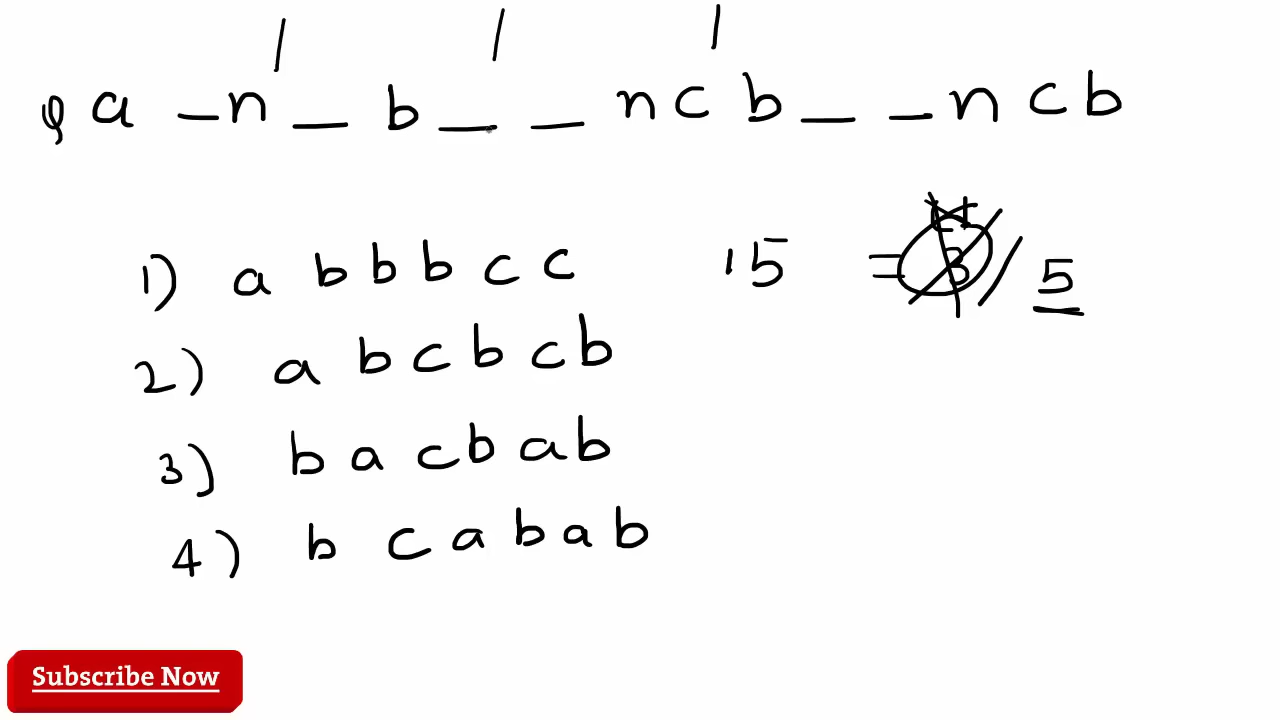 Q a _ n _ b _ _ n c b _ _ n c b
1) a b b b c c
15 = / 5
2) a b c b c b
3) b a c b a b
4) b c a b a b
Subscribe Now